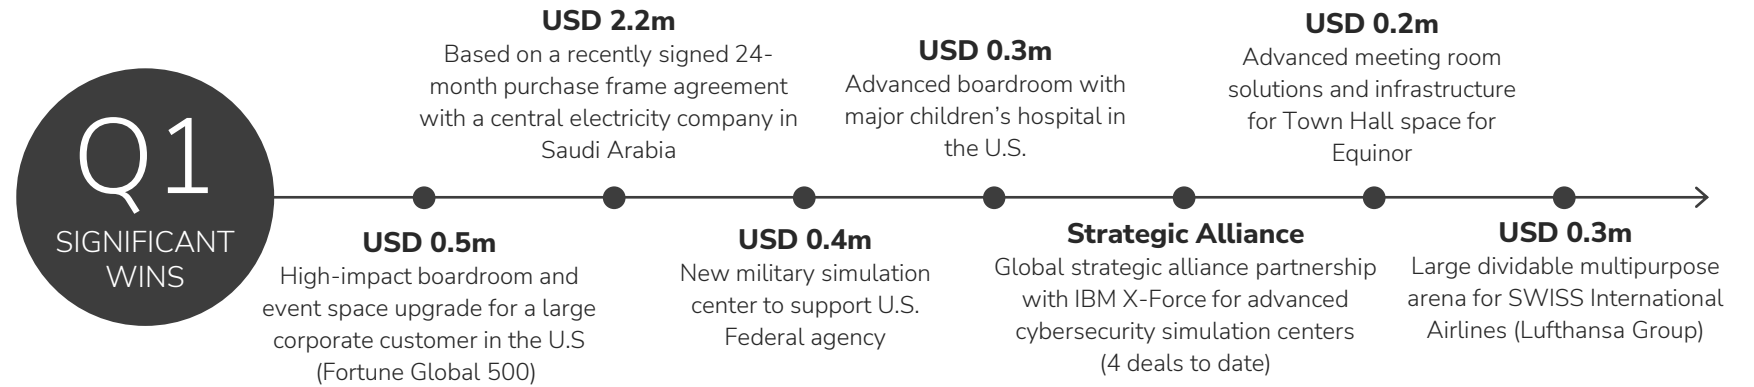 Q1
SIGNIFICANT
WINS
USD 0.5m
High-impact boardroom and
event space upgrade for a large
corporate customer in the U.S
(Fortune Global 500)
USD 2.2m
Based on a recently signed 24-
month purchase frame agreement
with a central electricity company in
Saudi Arabia
USD 0.4m
New military simulation
center to support U.S.
Federal agency
USD 0.3m
Advanced boardroom with
major children’s hospital in
the U.S.
Strategic Alliance
Global strategic alliance partnership
with IBM X-Force for advanced
cybersecurity simulation centers
(4 deals to date)
USD 0.2m
Advanced meeting room
solutions and infrastructure
for Town Hall space for
Equinor
USD 0.3m
Large dividable multipurpose
arena for SWISS International
Airlines (Lufthansa Group)